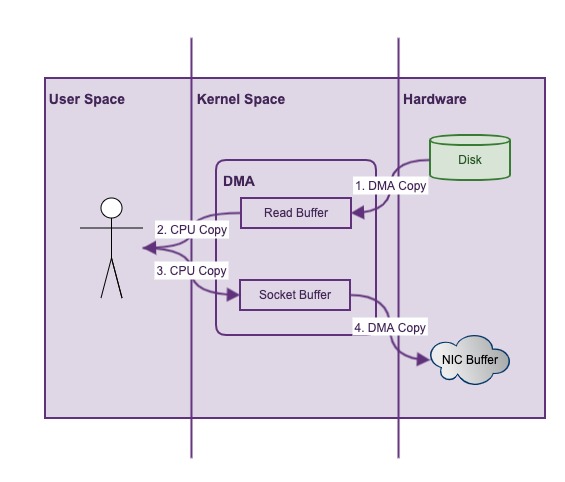 User Space
Kernel Space
Hardware
Disk
DMA
1. DMA Copy
Read Buffer
2. CPU Copy
3. CPU Copy
Socket Buffer
4. DMA Copy
NIC Buffer